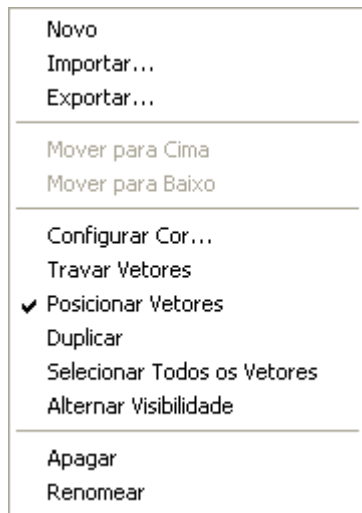 Novo
Importar...
Exportar...
Mover para Cima
Mover para Baixo
Configurar Cor...
Travar Vetores
Posicionar Vetores
Duplicar
Selecionar Todos os Vetores
Alternar Visibilidade
Apagar
Renomear